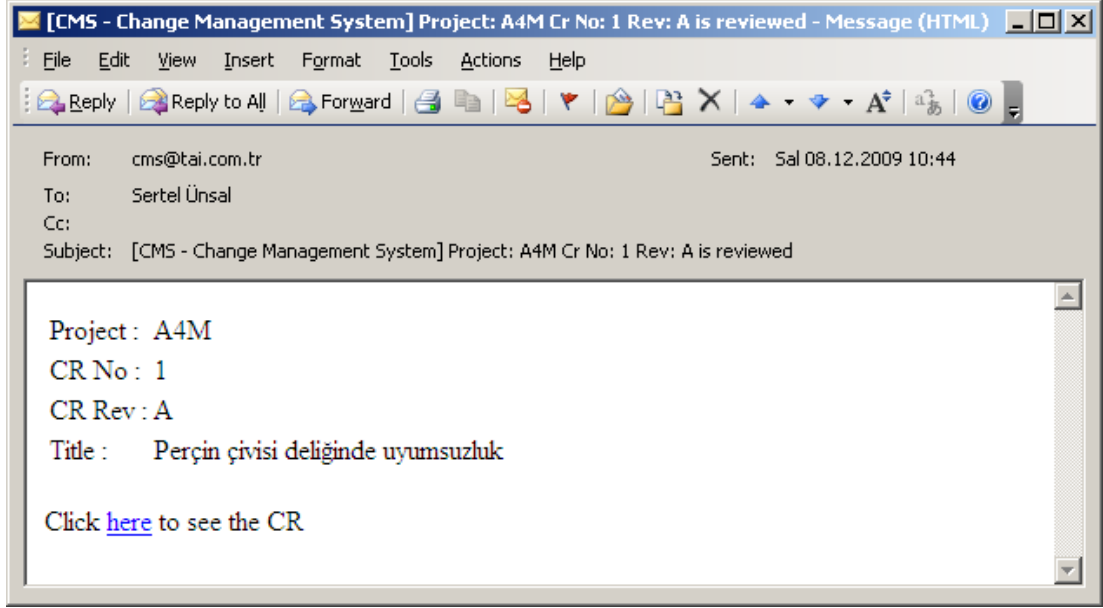 [CMS - Change Management System] Project: A4M Cr No: 1 Rev: A is reviewed - Message (HTML)
File Edit View Insert Format Tools Actions Help
Reply Reply to All Forward
From: cms@tai.com.tr Sent: Sal 08.12.2009 10:44
To: Sertel Ünsal
Cc:
Subject: [CMS - Change Management System] Project: A4M Cr No: 1 Rev: A is reviewed
Project : A4M
CR No : 1
CR Rev : A
Title : Perçin çivisi deliğinde uyumsuzluk
Click here to see the CR